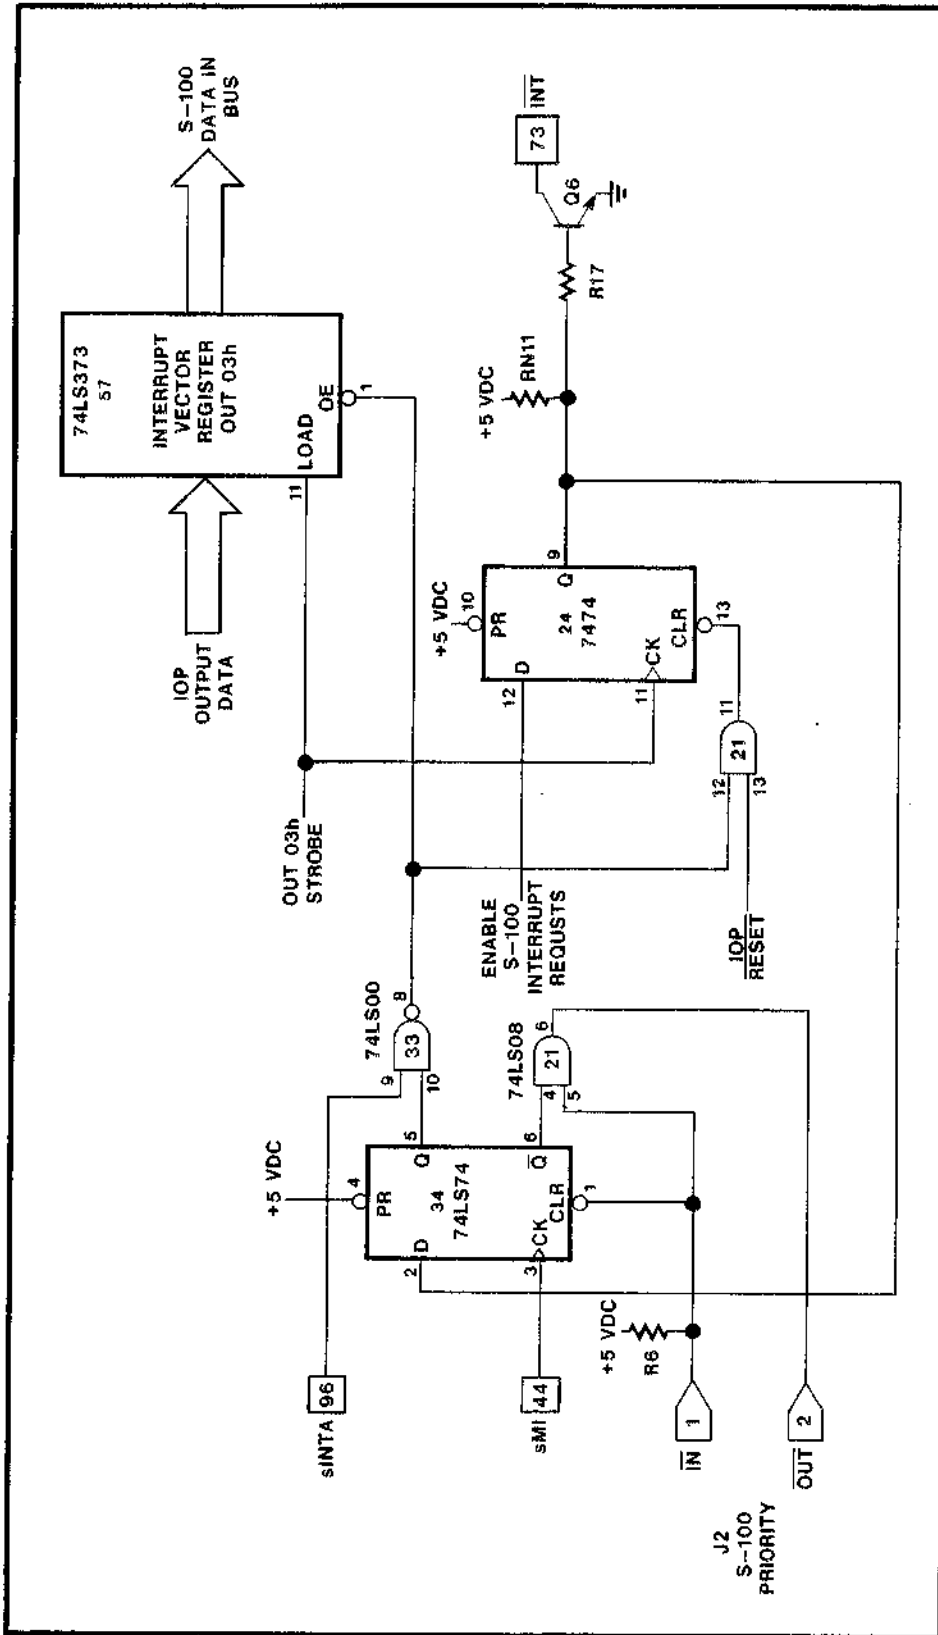 S-100
DATA IN
BUS
74LS373
57
INTERRUPT
VECTOR
REGISTER
OUT 03h
LOAD
OE
11
1
IOP
OUTPUT
DATA
OUT 03h
STROBE
+5 VDC
10
PR
D
12
24
7474
Q
9
CK
11
CLR
13
+5 VDC
RN11
R17
Q6
73
INT
ENABLE
S-100
INTERRUPT
REQUSTS
12
13
21
11
IOP
RESET
74LS00
9
10
33
8
74LS08
4
5
21
6
+5 VDC
4
PR
D
2
34
74LS74
Q
5
Q
6
CK
3
CLR
1
sINTA
96
sMI
44
+5 VDC
R6
IN
1
OUT
2
J2
S-100
PRIORITY